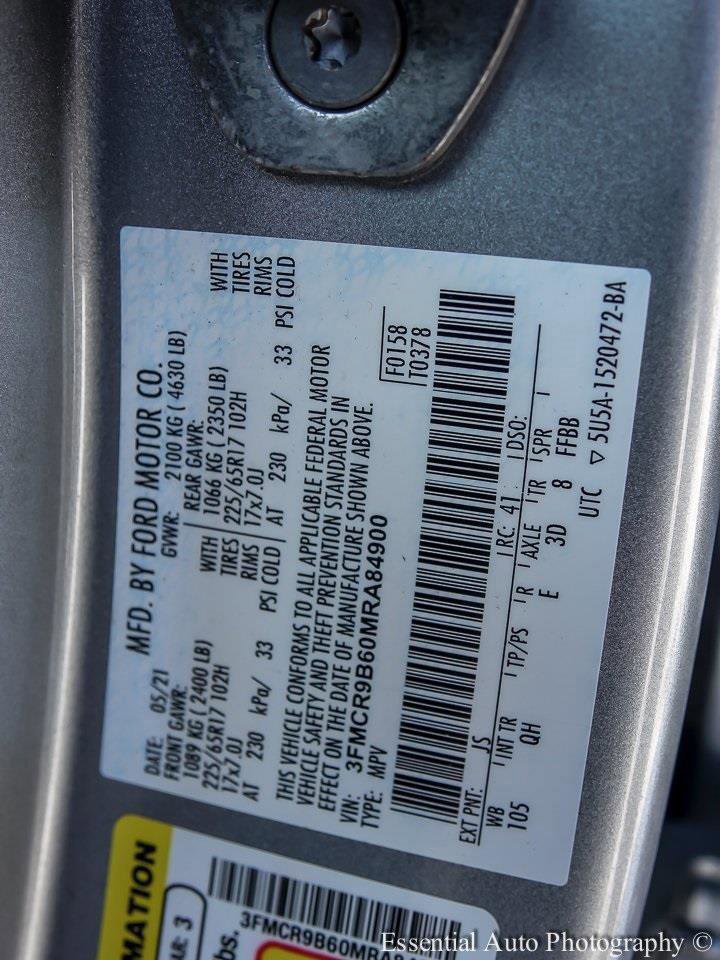 MFD. BY FORD MOTOR CO.
DATE: 05/21 GVWR: 2100 KG ( 4630 LB)
FRONT GAWR: REAR GAWR:
1089 KG ( 2400 LB) WITH 1066 KG ( 2350 LB) WITH
225/65R17 102H TIRES 225/65R17 102H TIRES
17x7.0J RIMS 17x7.0J RIMS
AT 230 kPa/ 33 PSI COLD AT 230 kPa/ 33 PSI COLD
THIS VEHICLE CONFORMS TO ALL APPLICABLE FEDERAL MOTOR
VEHICLE SAFETY AND THEFT PREVENTION STANDARDS IN
EFFECT ON THE DATE OF MANUFACTURE SHOWN ABOVE.
VIN: 3FMCR9B60MRA84900
TYPE: MPV
F0158
T0378
EXT PNT: JS RC: 41 DSO:
WB INT TR TP/PS R AXLE TR SPR
105 QH E 3D 8 FFBB
UTC ▽ 5U5A-1520472-BA
MATION
AR: 3
bs.
3FMCR9B60MRA84
Essential Auto Photography ©